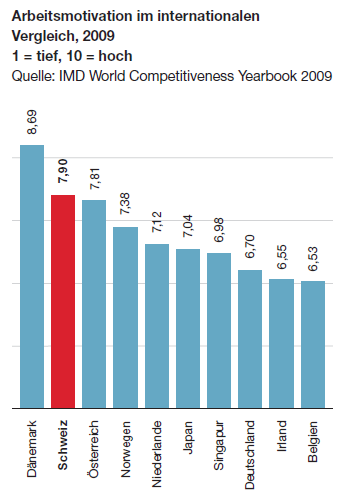 Arbeitsmotivation im internationalen
Vergleich, 2009
1 = tief, 10 = hoch
Quelle: IMD World Competitiveness Yearbook 2009
8,69
7,90
7,81
7,38
7,12
7,04
6,98
6,70
6,55
6,53
Dänemark
Schweiz
Österreich
Norwegen
Niederlande
Japan
Singapur
Deutschland
Irland
Belgien